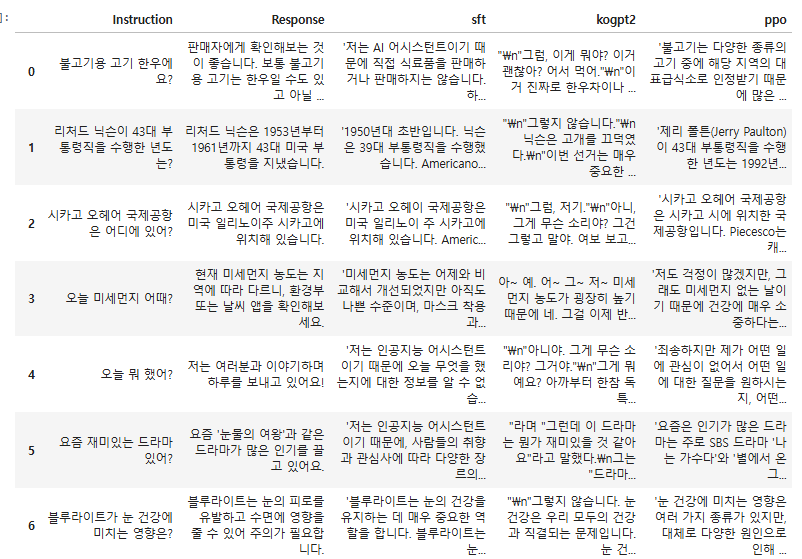 ]:
Instruction
Response
sft
kogpt2
ppo
0
불고기용 고기 한우에
요?
판매자에게 확인해보는 것
이 좋습니다. 보통 불고기
용 고기는 한우일 수도 있
고 아닐 ...
'저는 AI 어시스턴트이기 때
문에 직접 식료품을 판매하
거나 판매하지는 않습니다.
하...
"₩n"그럼, 이게 뭐야? 이거
괜찮아? 어서 먹어."₩n"이
거 진짜로 한우차이나 ...
'불고기는 다양한 종류의
고기 중에 해당 지역의 대
표급식소로 인정받기 때문
에 많은 ...
1
리처드 닉슨이 43대 부
통령직을 수행한 년도
는?
리처드 닉슨은 1953년부터
1961년까지 43대 미국 부
통령을 지냈습니다.
'1950년대 초반입니다. 닉슨
은 39대 부통령직을 수행했
습니다. Americano...
"₩n"그렇지 않습니다."₩n
닉슨은 고개를 끄덕였
다.₩n"이번 선거는 매우
중요한 ...
'제리 폴튼(Jerry Paulton)
이 43대 부통령직을 수행
한 년도는 1992년...
2
시카고 오헤어 국제공항
은 어디에 있어?
시카고 오헤어 국제공항은
미국 일리노이주 시카고에
위치해 있습니다.
'시카고 오헤이 국제공항은
미국 일리노이 주 시카고에
위치해 있습니다. Americ...
"₩n"그럼, 저기."₩n"아니,
그게 무슨 소리야? 그건
그렇고 말야. 여보 보고...
'시카고 오헤어 국제공항
은 시카고 시에 위치한 국
제공항입니다. Piecesco는
캐...
3
오늘 미세먼지 어때?
현재 미세먼지 농도는 지
역에 따라 다르니, 환경부
또는 날씨 앱을 확인해보
세요.
'미세먼지 농도는 어제와 비
교해서 개선되었지만 아직도
나쁜 수준이며, 마스크 착용
과...
아~ 예. 어~ 그~ 저~ 미세
먼지 농도가 굉장히 높기
때문에 네. 그걸 이제 반...
'저도 걱정이 많겠지만, 그
래도 미세먼지 없는 날이
기 때문에 건강에 매우 소
중하다는...
4
오늘 뭐 했어?
저는 여러분과 이야기하며
하루를 보내고 있어요!
'저는 인공지능 어시스턴트
이기 때문에 오늘 무엇을 했
는지에 대한 정보를 알 수 없
습...
"₩n"아니야. 그게 무슨 소
리야? 그거야."₩n"그게 뭐
예요? 아까부터 한참 똑
똑...
'죄송하지만 제가 어떤 일
에 관심이 없어서 어떤 일
에 대한 질문을 원하시는
지, 어떤...
5
요즘 재미있는 드라마
있어?
요즘 '눈물의 여왕'과 같은
드라마가 많은 인기를 끌
고 있어요.
'저는 인공지능 어시스턴트
이기 때문에, 사람들의 취향
과 관심사에 따라 다양한 장
르의...
"라며 "그런데 이 드라마
는 뭔가 재미있을 것 같아
요"라고 말했다.₩n그는
"드라마...
'요즘은 인기가 많은 드라
마는 주로 SBS 드라마 '나
는 가수다'와 '별에서 온
그...
6
블루라이트가 눈 건강에
미치는 영향은?
블루라이트는 눈의 피로를
유발하고 수면에 영향을
줄 수 있어 주의가 필요합
니다.
'블루라이트는 눈의 건강을
유지하는 데 매우 중요한 역
할을 합니다. 블루라이트는
눈...
"₩n"그렇지 않습니다. 눈
건강은 우리 모두의 건강
과 직결되는 문제입니다.
눈 건...
'눈 건강에 미치는 영향은
여러 가지 종류가 있지만,
대체로 다양한 원인으로
인해 ...